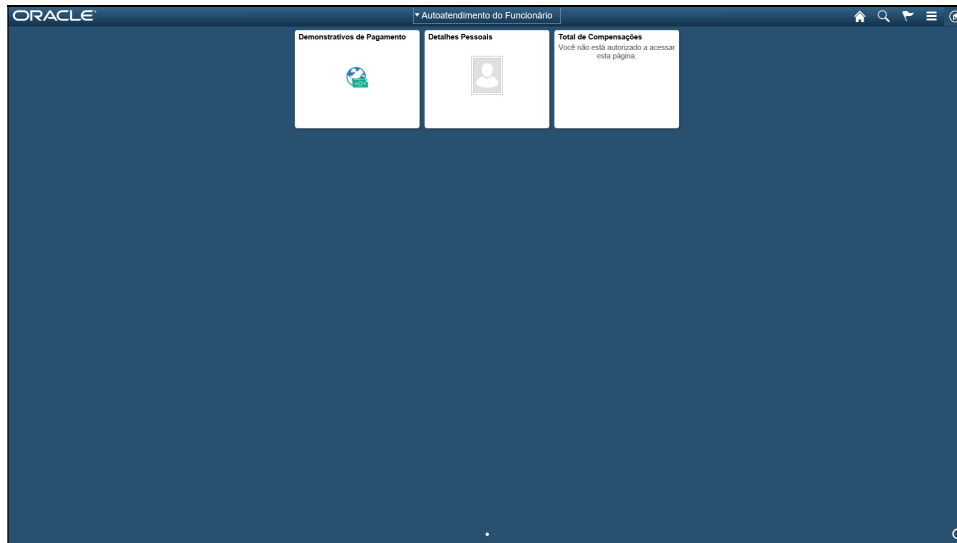 ORACLE
Autoatendimento do Funcionário
Demonstrativos de Pagamento
Detalhes Pessoais
Total de Compensações
Você não está autorizado a acessar
esta página.